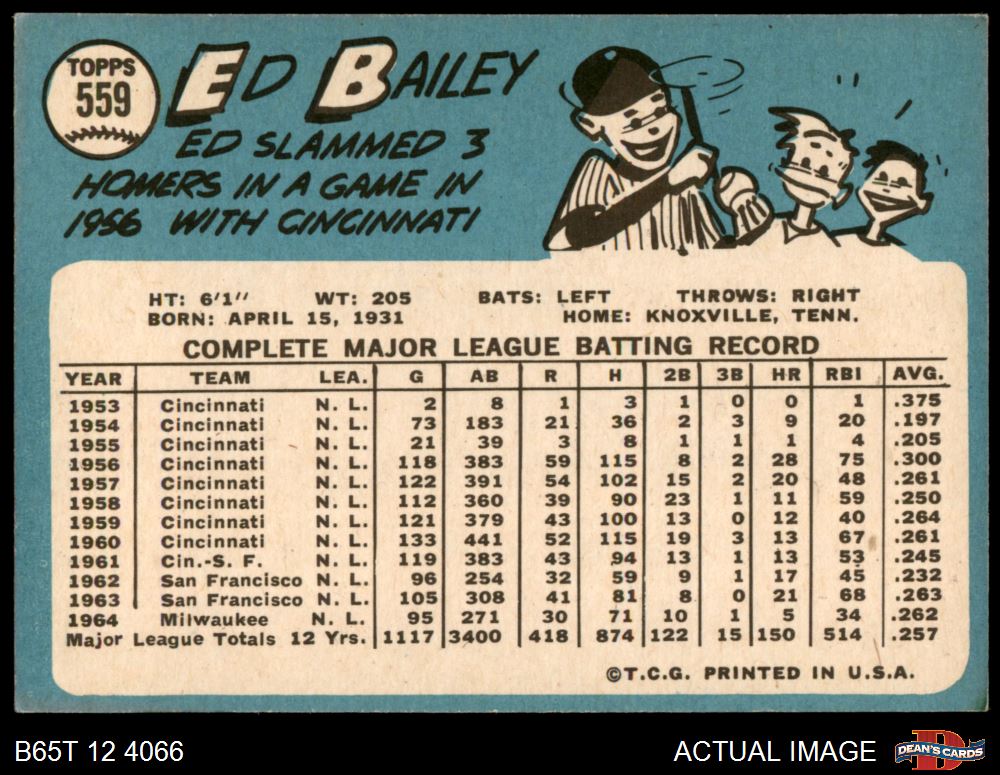 TOPPS
559
ED BAILEY
ED SLAMMED 3
HOMERS IN A GAME IN
1956 WITH CINCINNATI
HT: 6'1" WT: 205 BATS: LEFT THROWS: RIGHT
BORN: APRIL 15, 1931 HOME: KNOXVILLE, TENN.
COMPLETE MAJOR LEAGUE BATTING RECORD
YEAR TEAM LEA. G AB R H 2B 3B HR RBI AVG.
1953 Cincinnati N. L. 2 8 1 3 1 0 0 1 .375
1954 Cincinnati N. L. 73 183 21 36 2 3 9 20 .197
1955 Cincinnati N. L. 21 39 3 8 1 1 1 4 .205
1956 Cincinnati N. L. 118 383 59 115 8 2 28 75 .300
1957 Cincinnati N. L. 122 391 54 102 15 2 20 48 .261
1958 Cincinnati N. L. 112 360 39 90 23 1 11 59 .250
1959 Cincinnati N. L. 121 379 43 100 13 0 12 40 .264
1960 Cincinnati N. L. 133 441 52 115 19 3 13 67 .261
1961 Cin.-S. F. N. L. 119 383 43 94 13 1 13 53 .245
1962 San Francisco N. L. 96 254 32 59 9 1 17 45 .232
1963 San Francisco N. L. 105 308 41 81 8 0 21 68 .263
1964 Milwaukee N. L. 95 271 30 71 10 1 5 34 .262
Major League Totals 12 Yrs. 1117 3400 418 874 122 15 150 514 .257
©T.C.G. PRINTED IN U.S.A.
B65T 12 4066 ACTUAL IMAGE DEAN'S CARDS